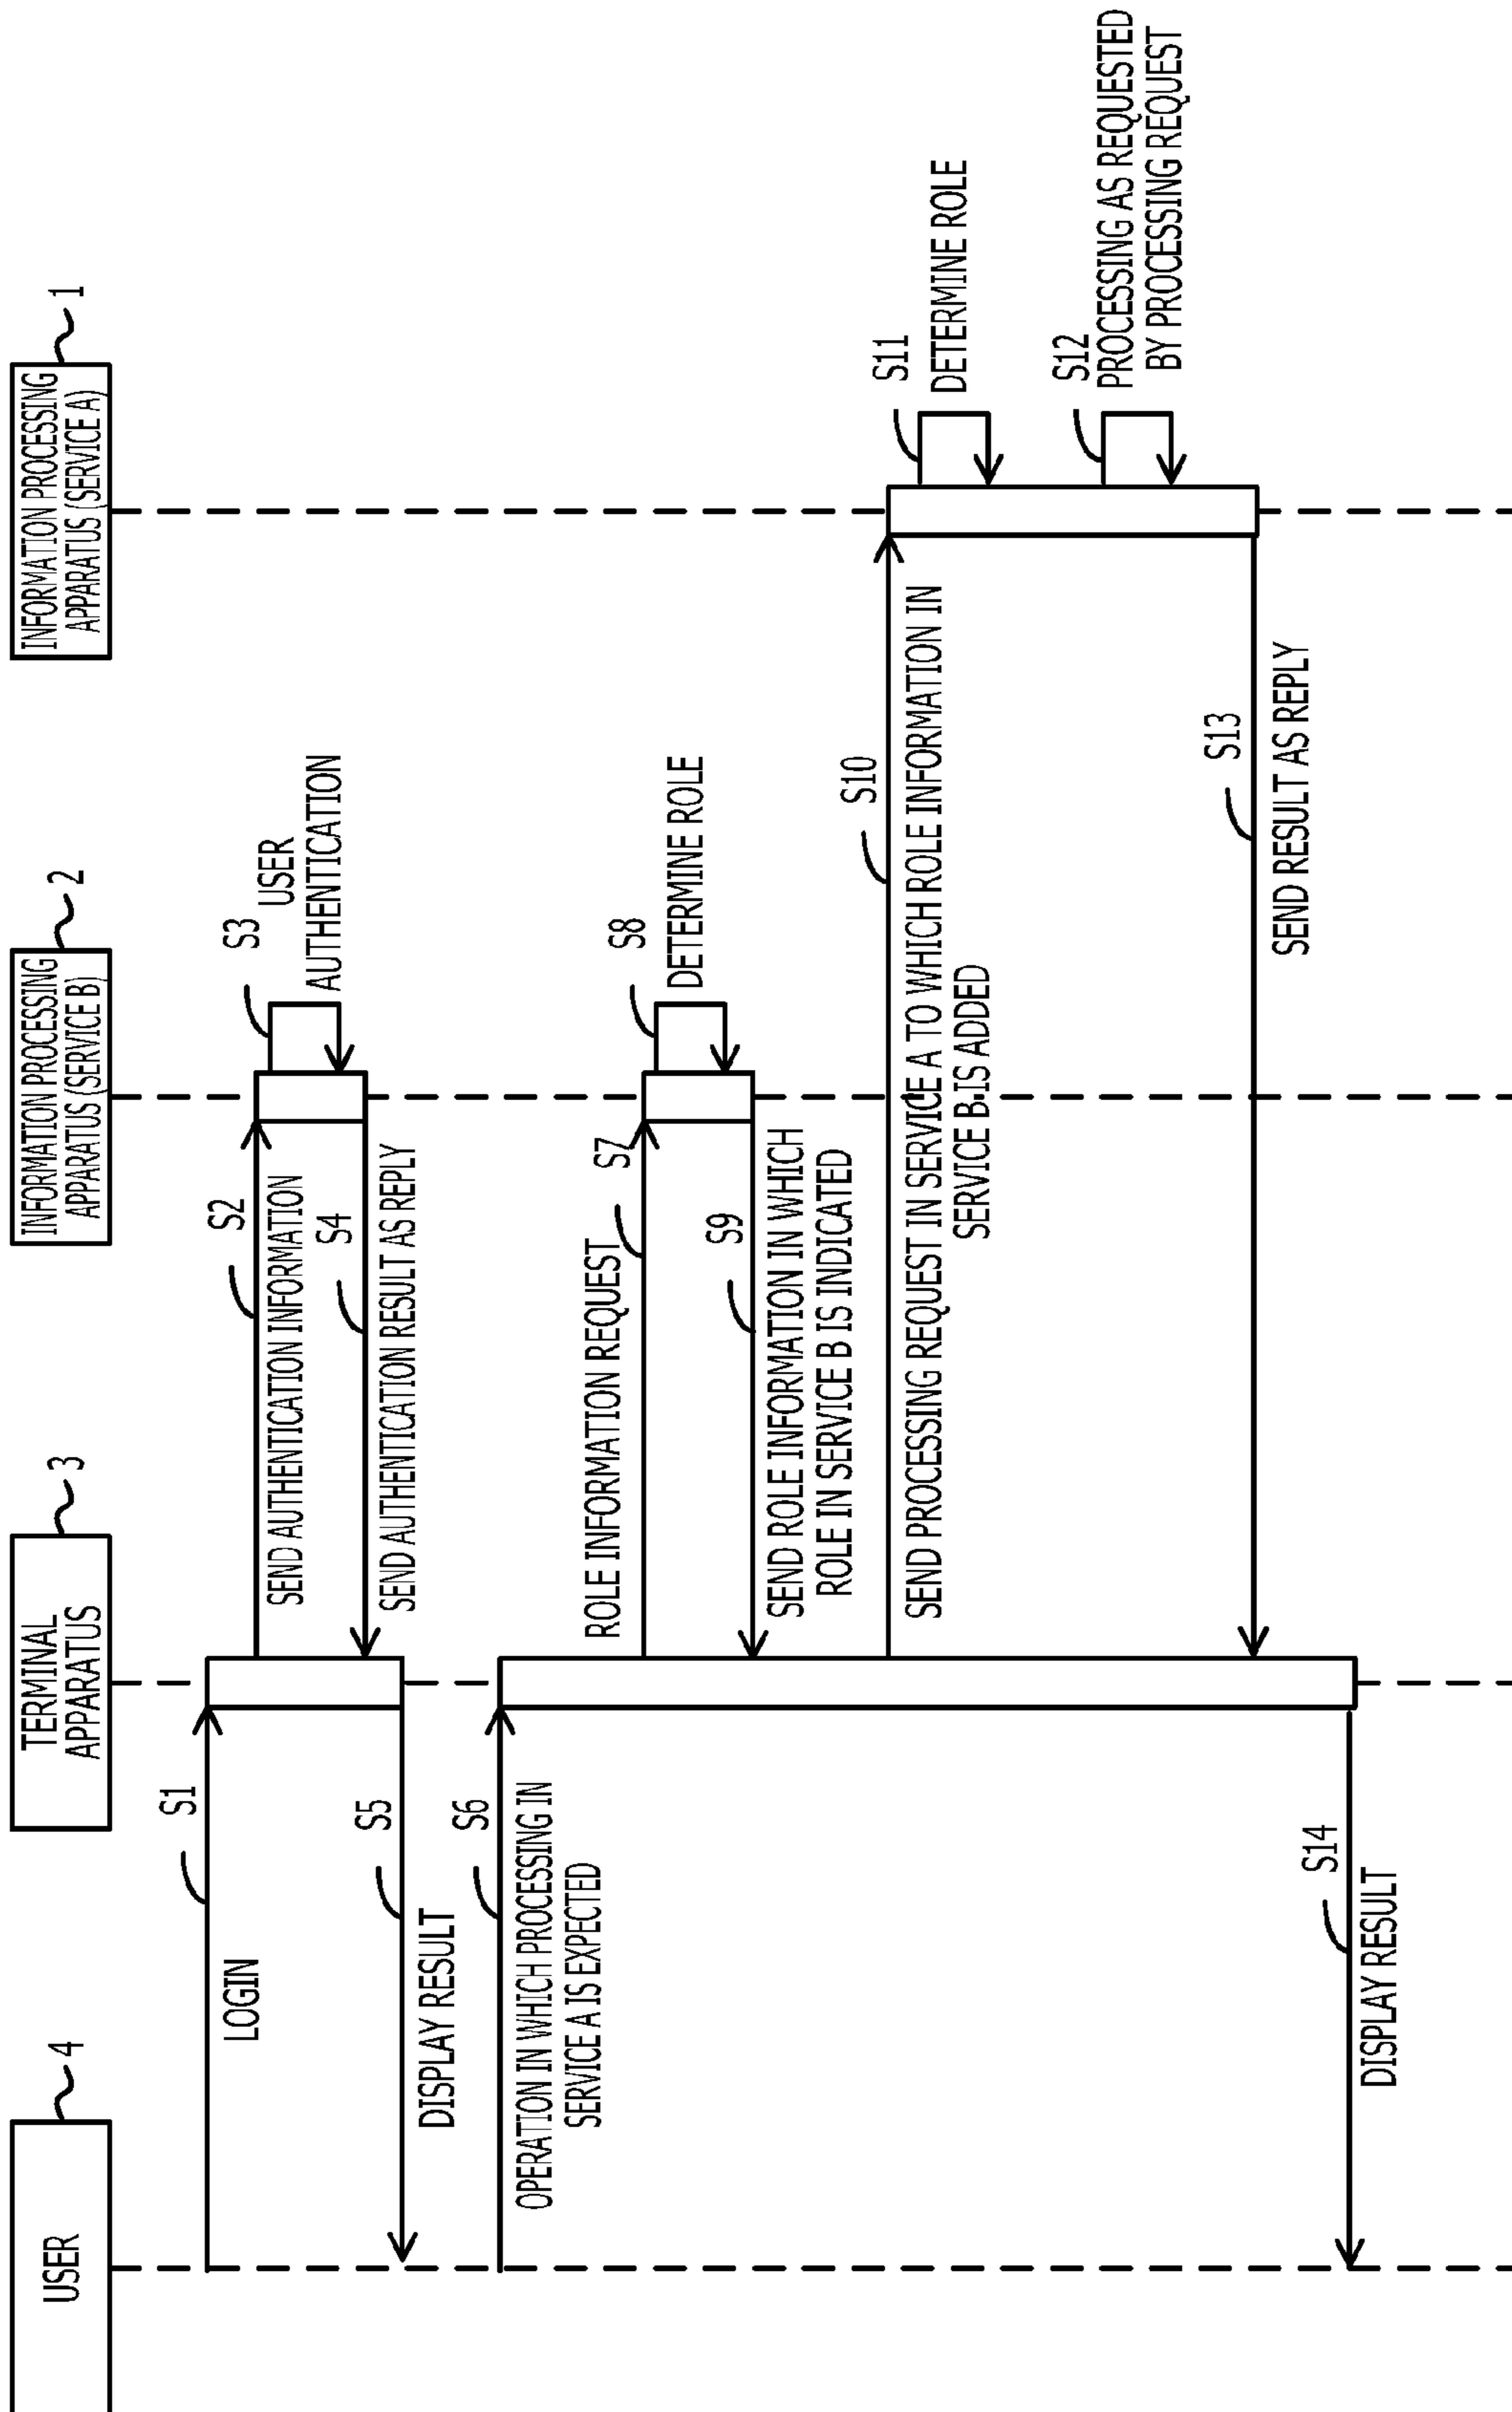 USER
4
TERMINAL
APPARATUS
3
INFORMATION PROCESSING
APPARATUS (SERVICE B)
2
INFORMATION PROCESSING
APPARATUS (SERVICE A)
1
S1
LOGIN
S2
SEND AUTHENTICATION INFORMATION
S3
USER
AUTHENTICATION
S4
SEND AUTHENTICATION RESULT AS REPLY
S5
DISPLAY RESULT
S6
OPERATION IN WHICH PROCESSING IN
SERVICE A IS EXPECTED
ROLE INFORMATION REQUEST
S7
S8
DETERMINE ROLE
S9
SEND ROLE INFORMATION IN WHICH
ROLE IN SERVICE B IS INDICATED
S10
SEND PROCESSING REQUEST IN SERVICE A TO WHICH ROLE INFORMATION IN
SERVICE B IS ADDED
S11
DETERMINE ROLE
S12
PROCESSING AS REQUESTED
BY PROCESSING REQUEST
S13
SEND RESULT AS REPLY
S14
DISPLAY RESULT